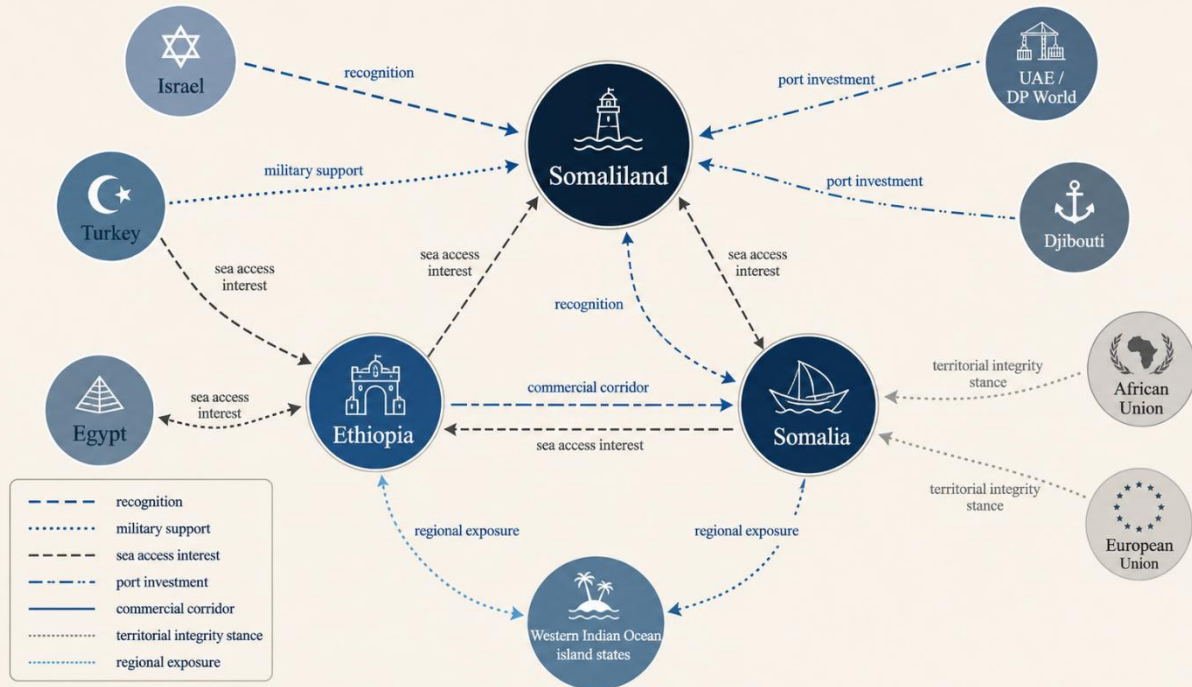 Israel
recognition
UAE /
DP World
port investment
Somaliland
military support
Turkey
port investment
Djibouti
sea access
interest
sea access
interest
sea access
interest
recognition
African
Union
territorial integrity
stance
Egypt
sea access
interest
Ethiopia
commercial corridor
sea access interest
Somalia
territorial integrity
stance
European
Union
regional exposure
regional exposure
Western Indian Ocean
island states
recognition
military support
sea access interest
port investment
commercial corridor
territorial integrity stance
regional exposure